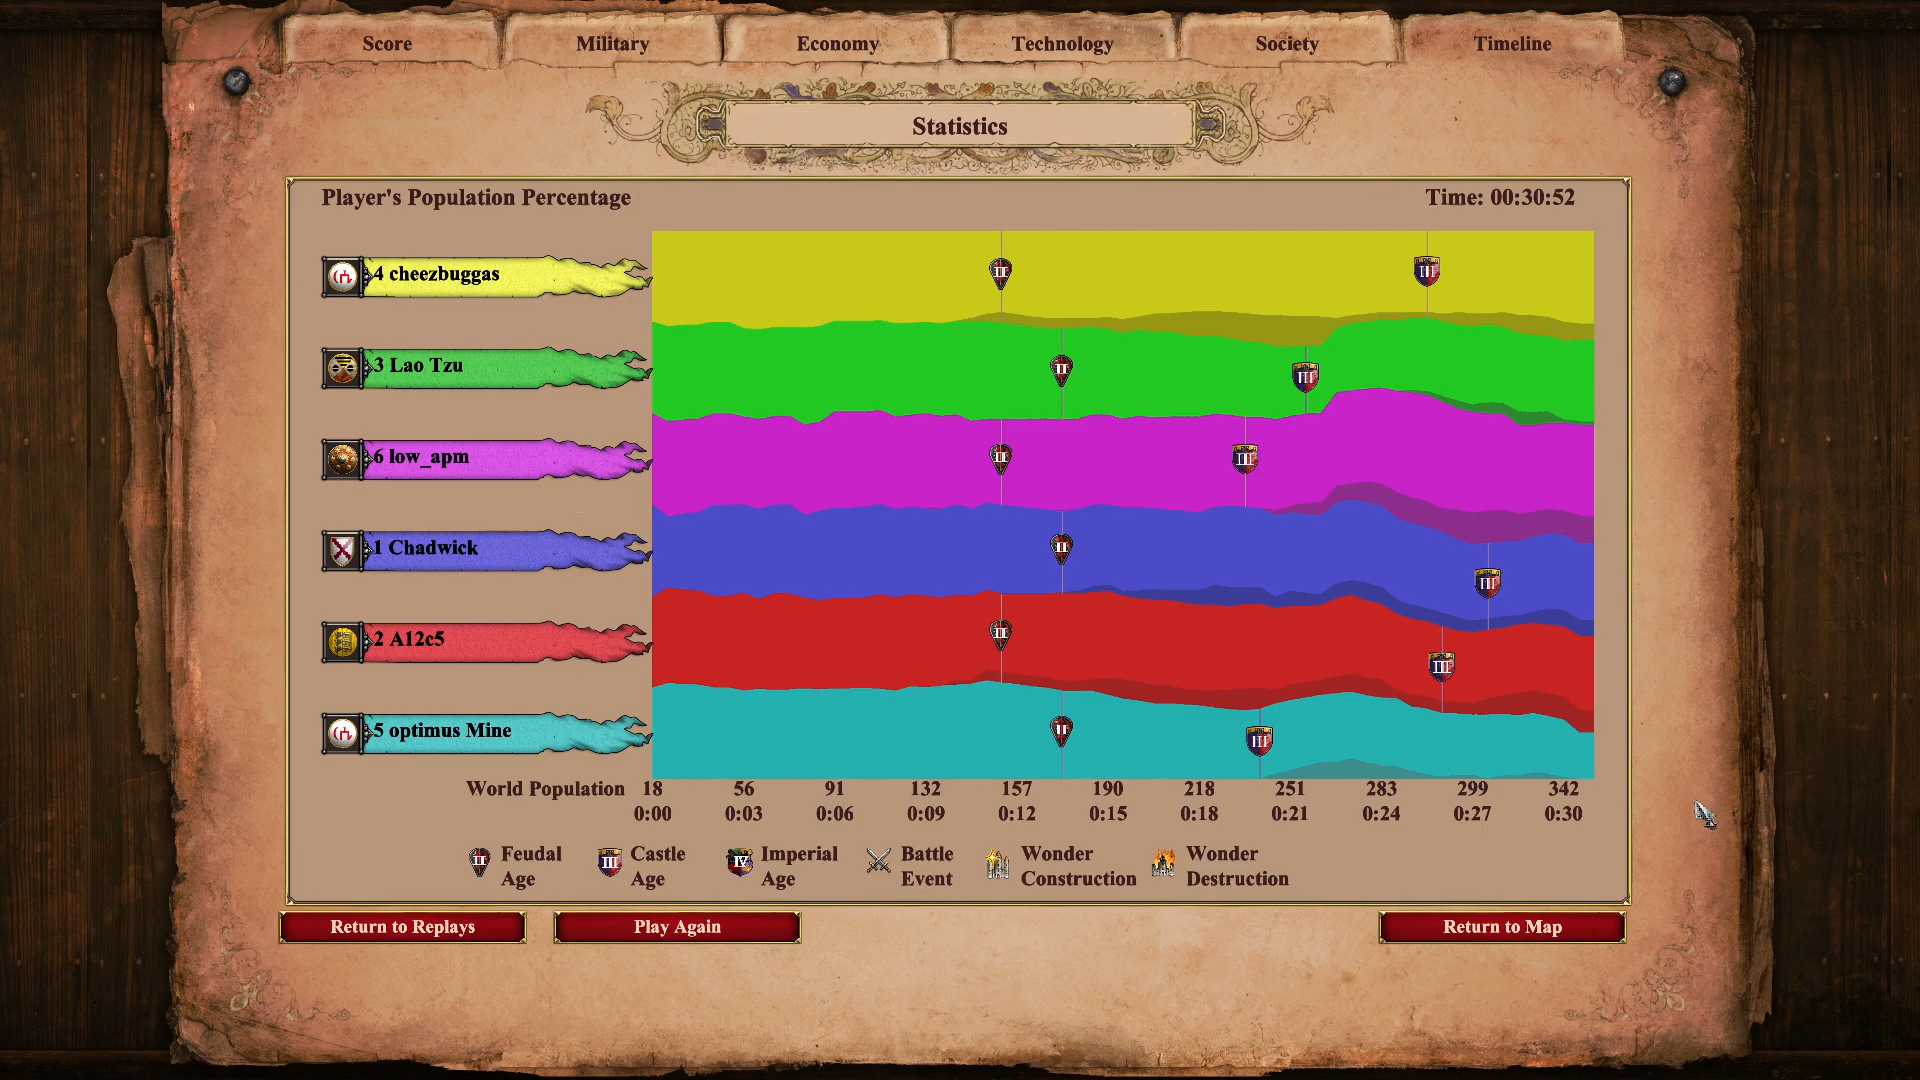 Score
Military
Economy
Technology
Society
Timeline
Statistics
Player's Population Percentage
Time: 00:30:52
4 cheezbuggas
3 Lao Tzu
6 low_apm
1 Chadwick
2 A12c5
5 optimus Mine
World Population 18 56 91 132 157 190 218 251 283 299 342
0:00 0:03 0:06 0:09 0:12 0:15 0:18 0:21 0:24 0:27 0:30
Feudal Age
Castle Age
Imperial Age
Battle Event
Wonder Construction
Wonder Destruction
Return to Replays
Play Again
Return to Map